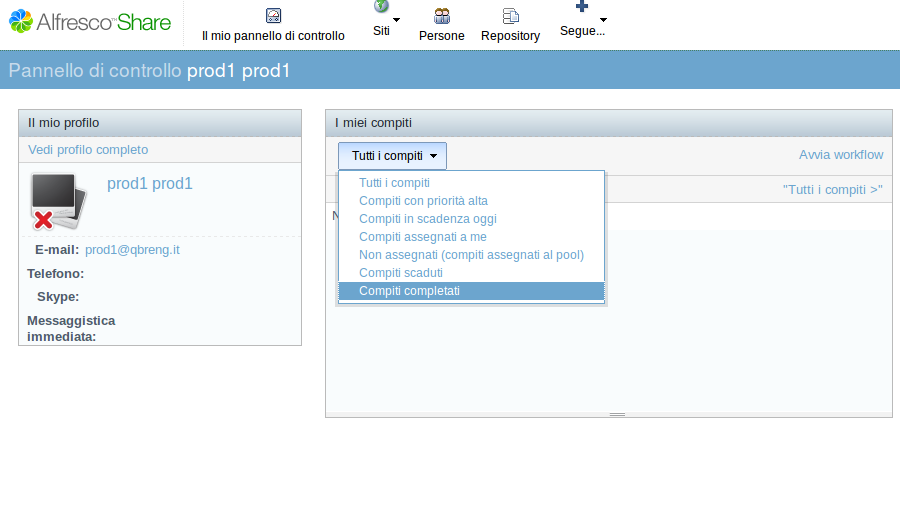 Alfresco Share
Il mio pannello di controllo
Siti
Persone
Repository
Segue...
Pannello di controllo prod1 prod1
Il mio profilo
Vedi profilo completo
prod1 prod1
E-mail: prod1@qbreng.it
Telefono:
Skype:
Messaggistica
immediata:
I miei compiti
Tutti i compiti
Avvia workflow
"Tutti i compiti >"
Tutti i compiti
Compiti con priorità alta
Compiti in scadenza oggi
Compiti assegnati a me
Non assegnati (compiti assegnati al pool)
Compiti scaduti
Compiti completati